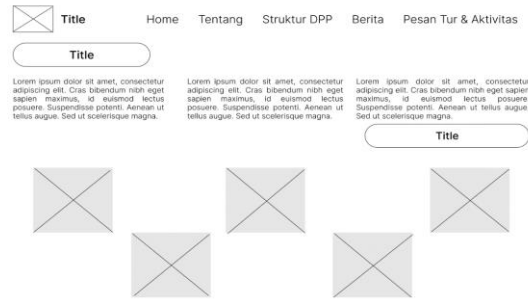 Title
Home Tentang Struktur DPP Berita Pesan Tur & Aktivitas
Title
Lorem ipsum dolor sit amet, consectetur
adipiscing elit. Cras bibendum nibh eget
sapien maximus, id euismod lectus
posuere. Suspendisse potenti. Aenean ut
tellus augue. Sed ut scelerisque magna.
Lorem ipsum dolor sit amet, consectetur
adipiscing elit. Cras bibendum nibh eget
sapien maximus, id euismod lectus
posuere. Suspendisse potenti. Aenean ut
tellus augue. Sed ut scelerisque magna.
Lorem ipsum dolor sit amet, consectetur
adipiscing elit. Cras bibendum nibh eget sapien
maximus, id euismod lectus posuere.
Suspendisse potenti. Aenean ut tellus augue.
Sed ut scelerisque magna.
Title